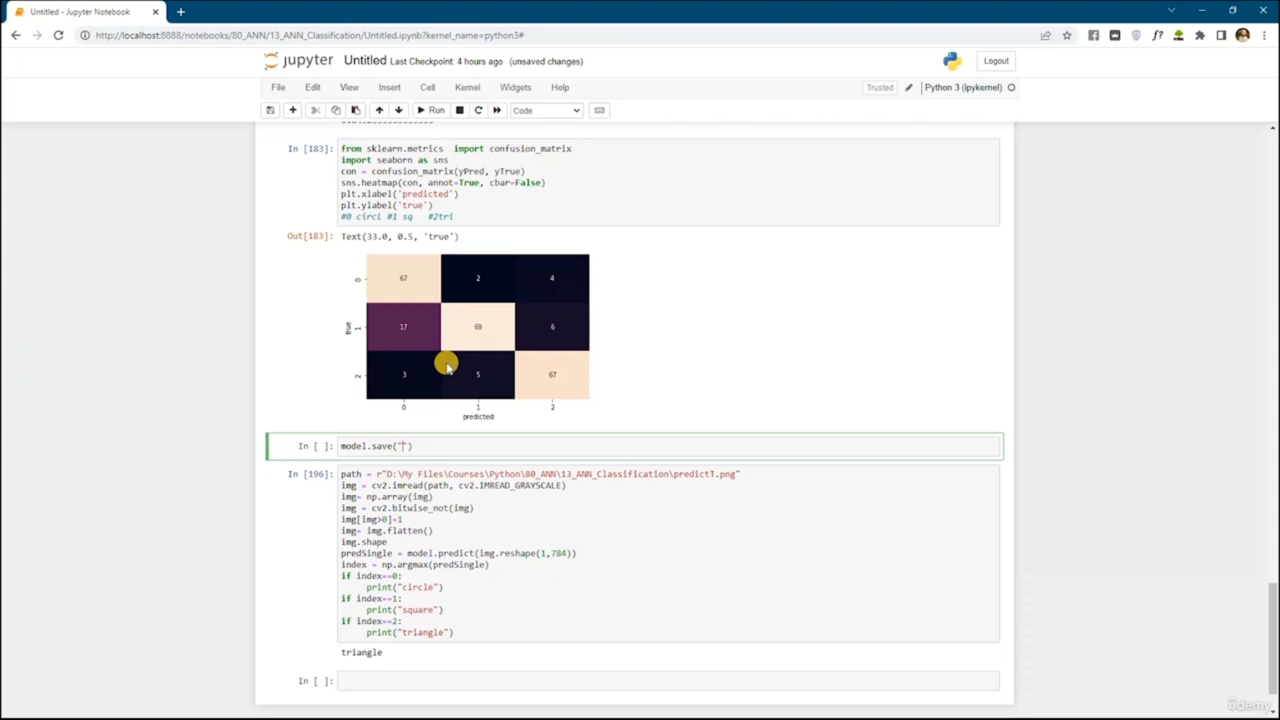 Untitled - Jupyter Notebook
http://localhost:8888/notebooks/80_ANN/13_ANN_Classification/Untitled.ipynb?kernel_name=python3#
jupyter Untitled Last Checkpoint: 4 hours ago (unsaved changes)
Logout
File Edit View Insert Cell Kernel Widgets Help
Trusted
Python 3 (ipykernel)
Run
Code
In [183]:
from sklearn.metrics  import confusion_matrix
import seaborn as sns
con = confusion_matrix(yPred, yTrue)
sns.heatmap(con, annot=True, cbar=False)
plt.xlabel('predicted')
plt.ylabel('true')
#0 circl #1 sq   #2tri
Out[183]: Text(33.0, 0.5, 'true')
0 67 2 4
true 1 17 69 6
2 3 5 67
0 1 2
predicted
In [ ]: model.save("")
In [196]:
path = r"D:\My Files\Courses\Python\80_ANN\13_ANN_Classification\predictT.png"
img = cv2.imread(path, cv2.IMREAD_GRAYSCALE)
img= np.array(img)
img = cv2.bitwise_not(img)
img[img>0]=1
img= img.flatten()
img.shape
predSingle = model.predict(img.reshape(1,784))
index = np.argmax(predSingle)
if index==0:
    print("circle")
if index==1:
    print("square")
if index==2:
    print("triangle")
triangle
In [ ]:
ûdemy